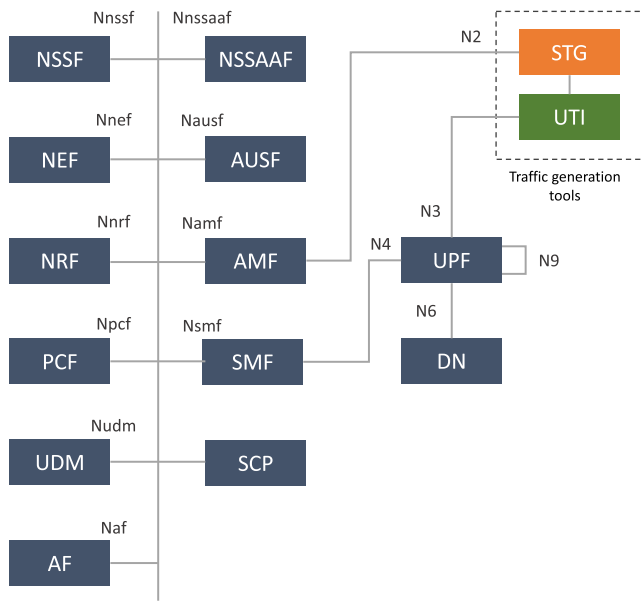 Nnssf
Nnssaaf
N2
NSSF
NSSAAF
STG
UTI
Nnef
Nausf
NEF
AUSF
Traffic generation
tools
Nnrf
Namf
N3
N4
NRF
AMF
UPF
N9
Npcf
Nsmf
N6
PCF
SMF
DN
Nudm
UDM
SCP
Naf
AF